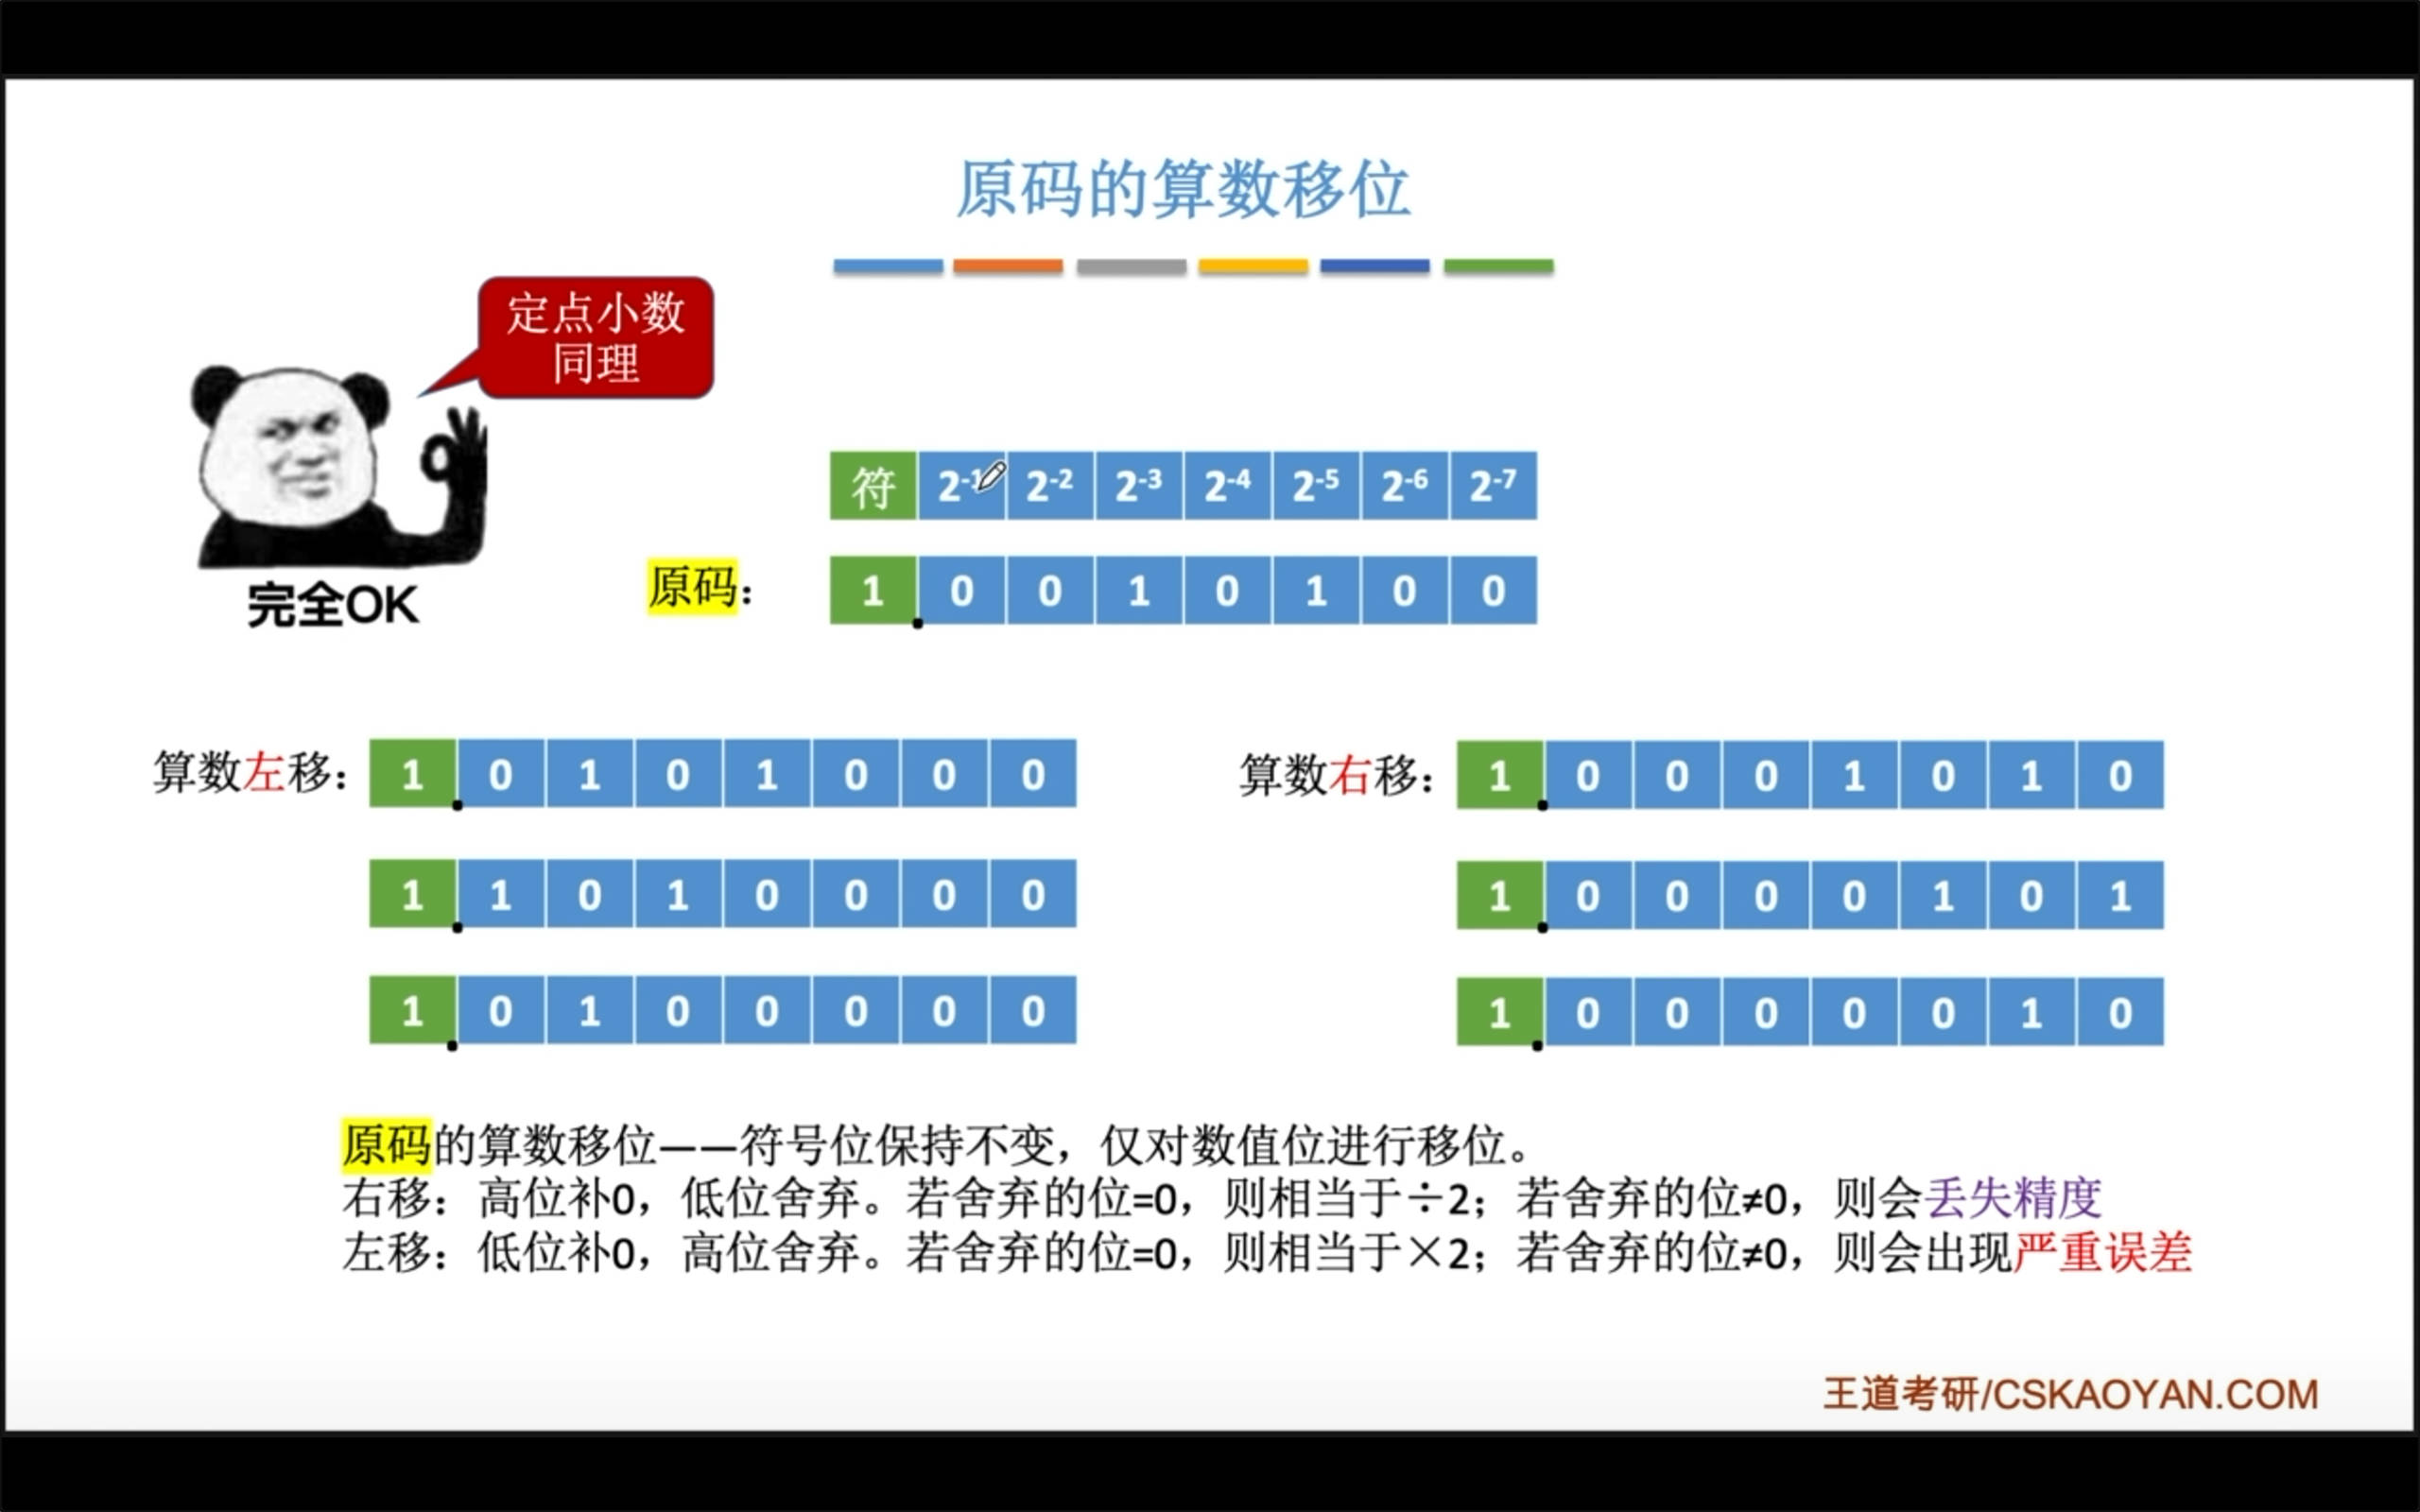 原码的算数移位
定点小数
同理
完全OK
符 2⁻¹ 2⁻² 2⁻³ 2⁻⁴ 2⁻⁵ 2⁻⁶ 2⁻⁷
原码： 1 0 0 1 0 1 0 0
算数左移： 1 0 1 0 1 0 0 0
1 1 0 1 0 0 0 0
1 0 1 0 0 0 0 0
算数右移： 1 0 0 0 1 0 1 0
1 0 0 0 0 1 0 1
1 0 0 0 0 0 1 0
原码的算数移位——符号位保持不变，仅对数值位进行移位。
右移：高位补0，低位舍弃。若舍弃的位=0，则相当于÷2；若舍弃的位≠0，则会丢失精度
左移：低位补0，高位舍弃。若舍弃的位=0，则相当于×2；若舍弃的位≠0，则会出现严重误差
王道考研/CSKAOYAN.COM